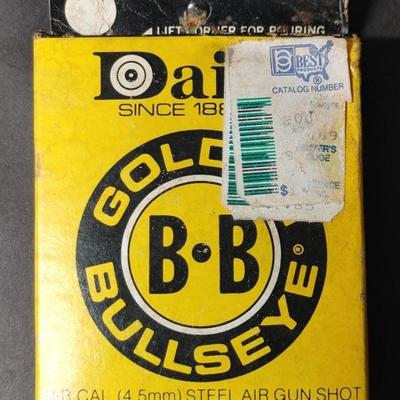 LIFT CORNER FOR POURING
Dai
SINCE 188
BEST
PRODUCTS
®
CATALOG NUMBER
GOLD
B·B
BULLSEYE®
CAL. (4.5mm) STEEL AIR GUN SHOT